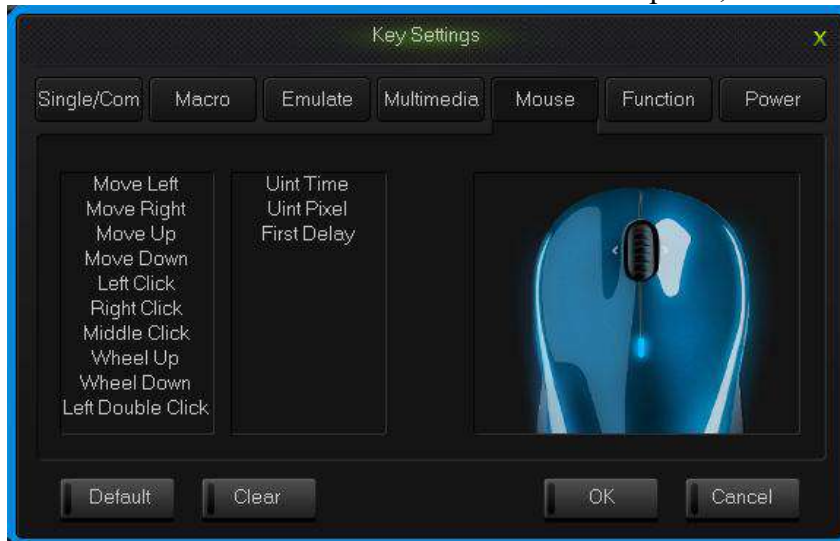 Key Settings
X
Single/Com Macro Emulate Multimedia Mouse Function Power
Move Left
Move Right
Move Up
Move Down
Left Click
Right Click
Middle Click
Wheel Up
Wheel Down
Left Double Click
Uint Time
Uint Pixel
First Delay
Default Clear OK Cancel